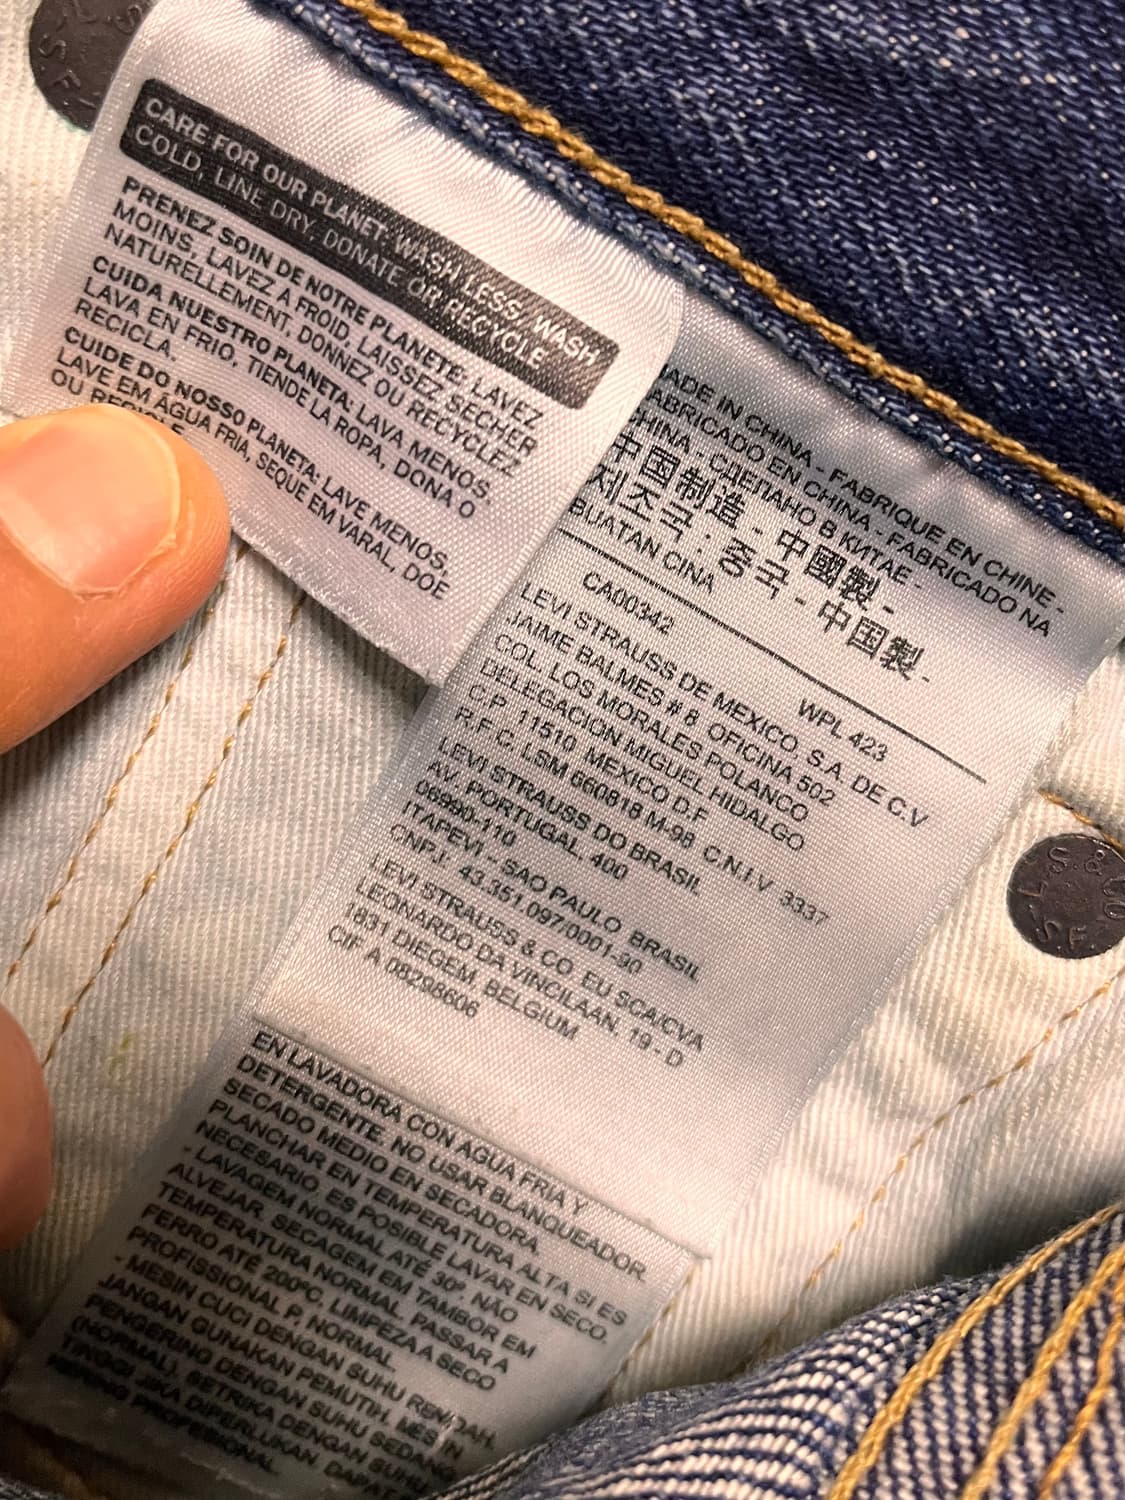 CARE FOR OUR PLANET: WASH LESS, WASH
COLD, LINE DRY, DONATE OR RECYCLE
PRENEZ SOIN DE NOTRE PLANETE: LAVEZ
MOINS, LAVEZ A FROID, LAISSEZ SECHER
NATURELLEMENT, DONNEZ OU RECYCLEZ
CUIDA NUESTRO PLANETA: LAVA MENOS,
LAVA EN FRIO, TIENDE LA ROPA, DONA O
RECICLA.
CUIDE DO NOSSO PLANETA: LAVE MENOS,
LAVE EM ÁGUA FRIA, SEQUE EM VARAL, DOE
OU
MADE IN CHINA - FABRIQUE EN CHINE -
FABRICADO EN CHINA - FABRICADO NA
CHINA - СДЕЛАНО В КИТАЕ -
中国制造 - 中國製 -
제조국 : 중국 - 中国製 -
BUATAN CINA
CA00342 WPL 423
LEVI STRAUSS DE MEXICO, S.A. DE C.V
JAIME BALMES # 8 OFICINA 502
COL. LOS MORALES POLANCO
DELEGACION MIGUEL HIDALGO
C.P. 11510 MEXICO D.F
R.F.C. LSM 660818 M-98 C.N.I.V 3337
LEVI STRAUSS DO BRASIL
AV. PORTUGAL, 400
06990-110
ITAPEVI - SAO PAULO BRASIL
CNPJ: 43.351.097/0001-90
LEVI STRAUSS & CO EU SCA/CVA
LEONARDO DA VINCILAAN, 19 - D
1831 DIEGEM, BELGIUM
CIF A 08298606
EN LAVADORA CON AGUA FRIA Y
DETERGENTE. NO USAR BLANQUEADOR.
SECADO MEDIO EN SECADORA.
PLANCHAR EN TEMPERATURA ALTA SI ES
NECESARIO. ES POSIBLE LAVAR EN SECO.
- LAVAGEM NORMAL ATÉ 30º, NÃO
ALVEJAR, SECAGEM EM TAMBOR EM
TEMPERATURA NORMAL, PASSAR A
FERRO ATÉ 200ºC, LIMPEZA A SECO
PROFISSIONAL P, NORMAL
- MESIN CUCI DENGAN SUHU RENDAH.
JANGAN GUNAKAN PEMUTIH. MESIN
PENGERING DENGAN SUHU SEDANG
(NORMAL). SETRIKA DENGAN SUHU
TINGGI JIKA DIPERLUKAN. DAPAT
PROFESSIONAL.
L.S.& CO
S F